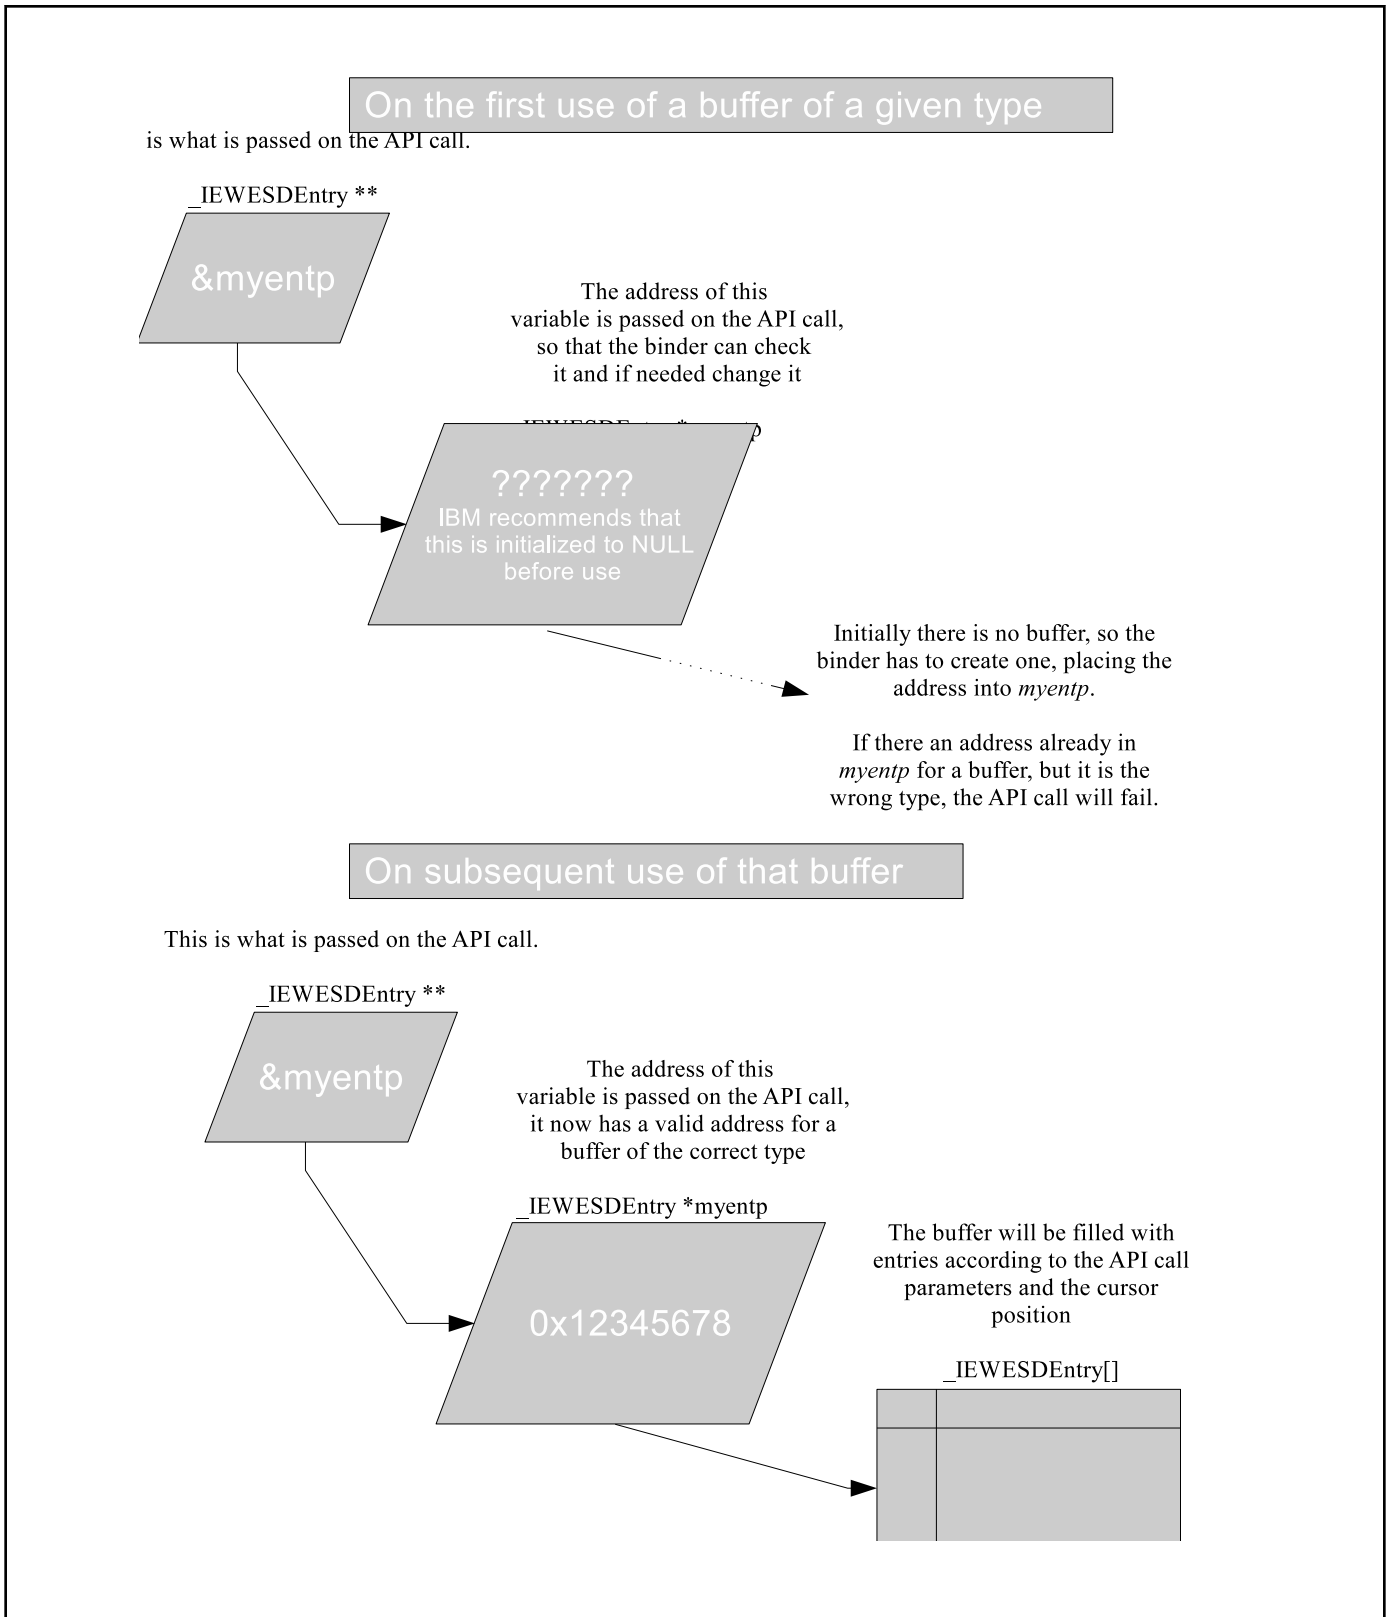 On the first use of a buffer of a given type
is what is passed on the API call.
_IEWESDEntry **
&myentp
The address of this
variable is passed on the API call,
so that the binder can check
it and if needed change it
???????
IBM recommends that
this is initialized to NULL
before use
Initially there is no buffer, so the
binder has to create one, placing the
address into myentp.
If there an address already in
myentp for a buffer, but it is the
wrong type, the API call will fail.
On subsequent use of that buffer
This is what is passed on the API call.
_IEWESDEntry **
&myentp
The address of this
variable is passed on the API call,
it now has a valid address for a
buffer of the correct type
_IEWESDEntry *myentp
0x12345678
The buffer will be filled with
entries according to the API call
parameters and the cursor
position
_IEWESDEntry[]